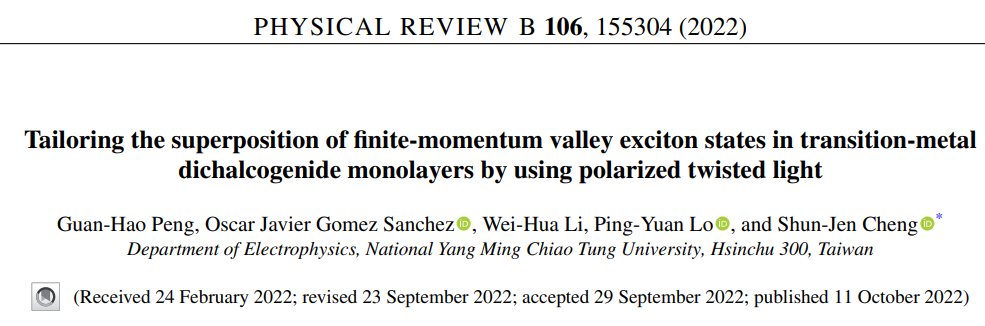 PHYSICAL REVIEW B 106, 155304 (2022)
Tailoring the superposition of finite-momentum valley exciton states in transition-metal
dichalcogenide monolayers by using polarized twisted light
Guan-Hao Peng, Oscar Javier Gomez Sanchez iD, Wei-Hua Li, Ping-Yuan Lo iD, and Shun-Jen Cheng iD*
Department of Electrophysics, National Yang Ming Chiao Tung University, Hsinchu 300, Taiwan
(Received 24 February 2022; revised 23 September 2022; accepted 29 September 2022; published 11 October 2022)